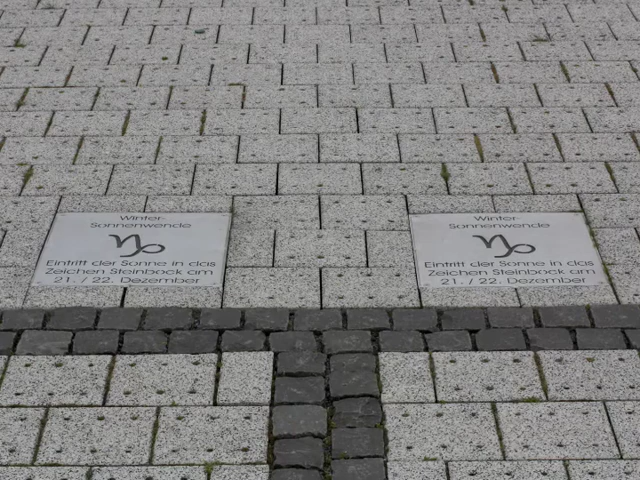 Winter-
Sonnenwende
Eintritt der Sonne in das
Zeichen Steinbock am
21. / 22. Dezember
Winter-
Sonnenwende
Eintritt der Sonne in das
Zeichen Steinbock am
21. / 22. Dezember